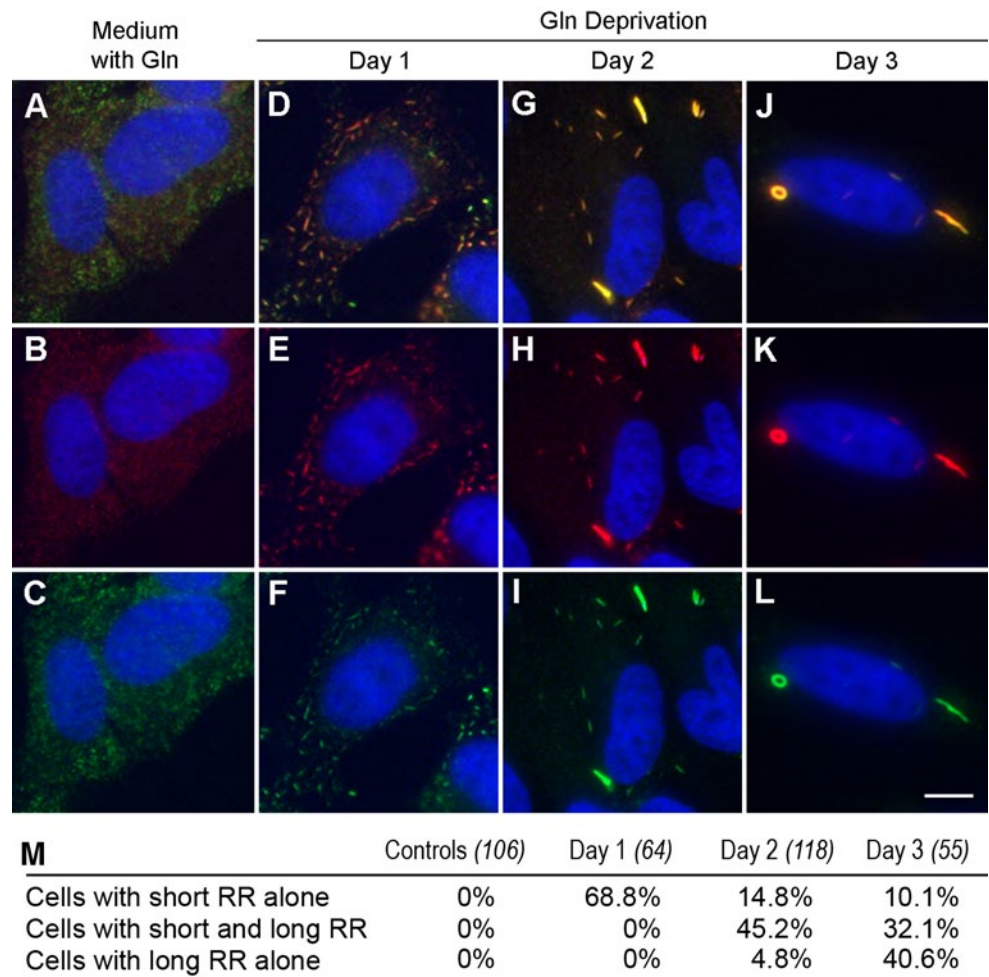 Gln Deprivation
Medium
with Gln
Day 1
Day 2
Day 3
A
D
G
J
B
E
H
K
C
F
I
L
M
Controls (106)
Day 1 (64)
Day 2 (118)
Day 3 (55)
Cells with short RR alone 0% 68.8% 14.8% 10.1%
Cells with short and long RR 0% 0% 45.2% 32.1%
Cells with long RR alone 0% 0% 4.8% 40.6%